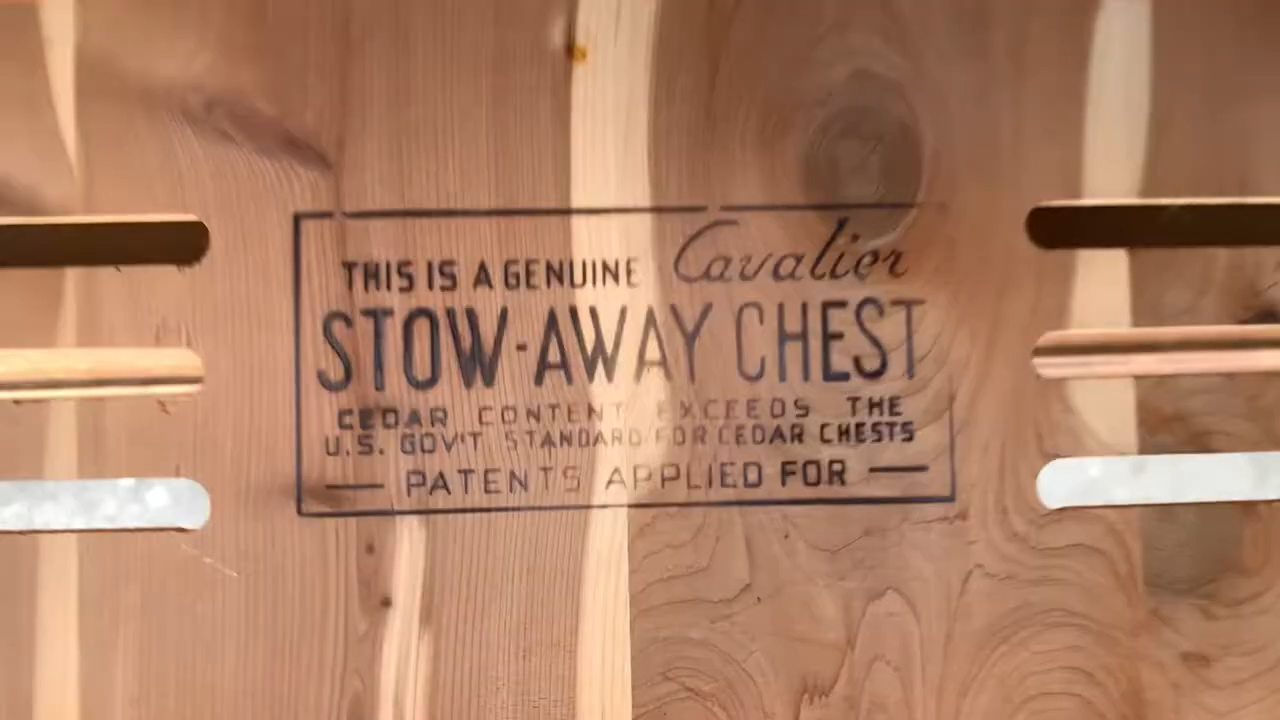 THIS IS A GENUINE Cavalier
STOW-AWAY CHEST
CEDAR CONTENT EXCEEDS THE
U.S. GOV'T STANDARD FOR CEDAR CHESTS
— PATENTS APPLIED FOR —